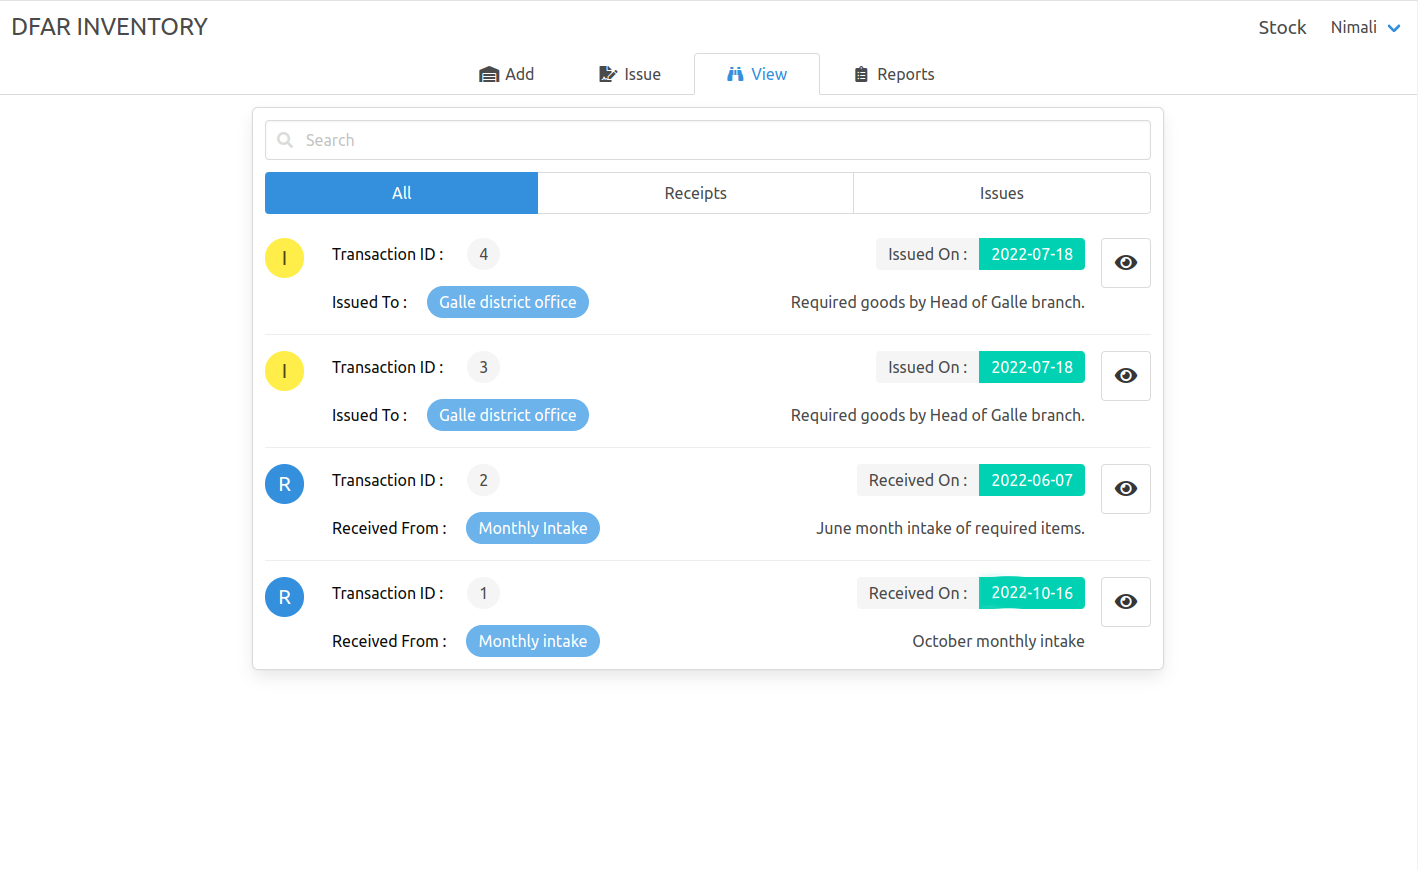 DFAR INVENTORY
Stock Nimali
Add Issue View Reports
Search
All Receipts Issues
I Transaction ID : 4 Issued On : 2022-07-18
Issued To : Galle district office Required goods by Head of Galle branch.
I Transaction ID : 3 Issued On : 2022-07-18
Issued To : Galle district office Required goods by Head of Galle branch.
R Transaction ID : 2 Received On : 2022-06-07
Received From : Monthly Intake June month intake of required items.
R Transaction ID : 1 Received On : 2022-10-16
Received From : Monthly intake October monthly intake